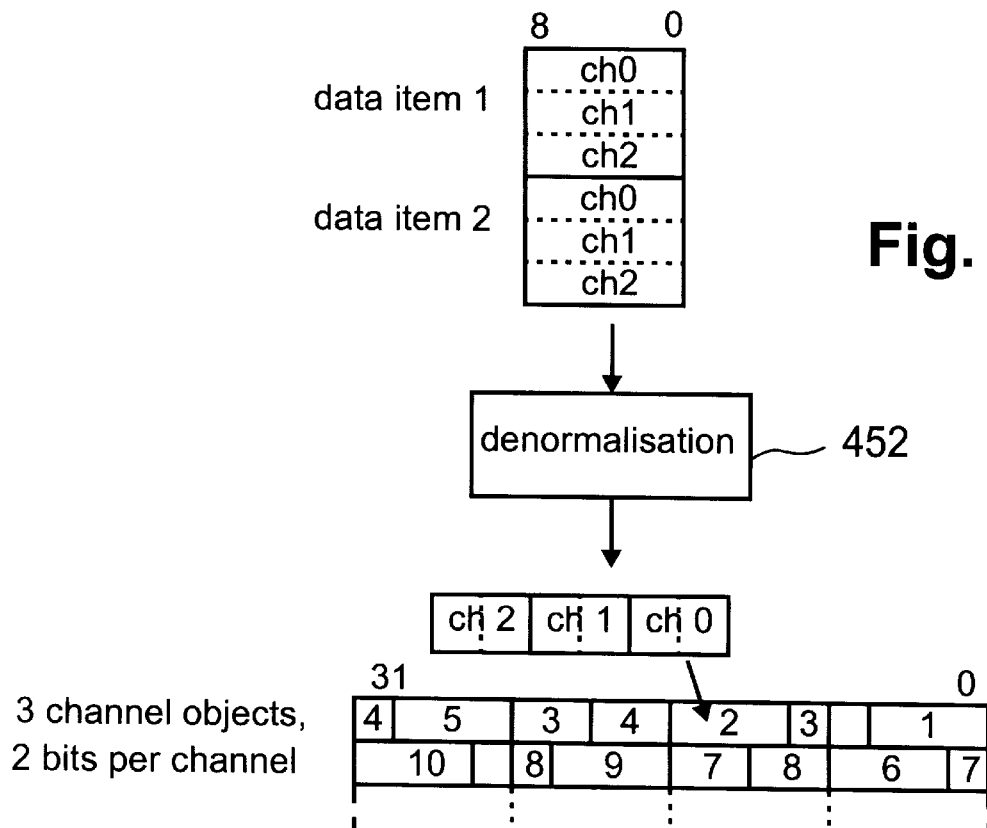 8 0
data item 1
ch0
ch1
ch2
data item 2
ch0
ch1
ch2
Fig.
denormalisation
452
ch 2 ch 1 ch 0
31 0
3 channel objects,
2 bits per channel
4 5 3 4 2 3 1
10 8 9 7 8 6 7